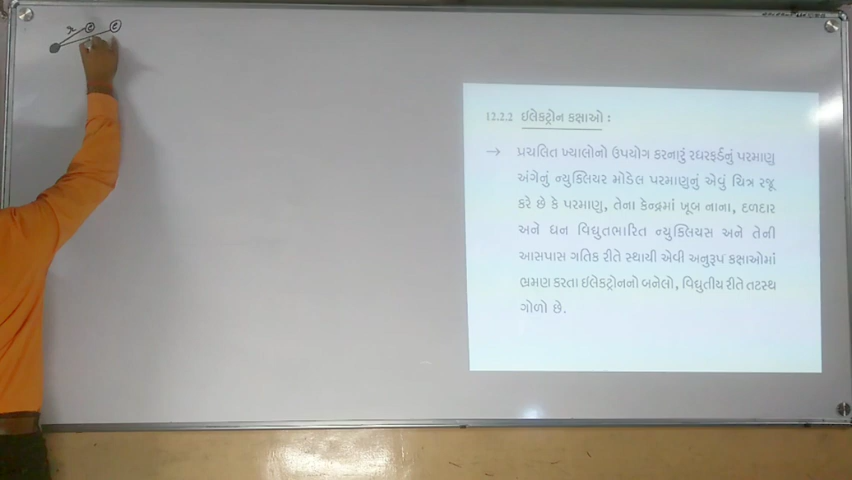 r e e
12.2.2 ઈલેક્ટ્રોન કક્ષાઓ :
→ પ્રચલિત ખ્યાલોનો ઉપયોગ કરનારું રધરફર્ડનું પરમાણુ
અંગેનું ન્યુક્લિયર મોડેલ પરમાણુનું એવું ચિત્ર રજૂ
કરે છે કે પરમાણુ, તેના કેન્દ્રમાં ખૂબ નાના, દળદાર
અને ધન વિદ્યુતભારિત ન્યુક્લિયસ અને તેની
આસપાસ ગતિક રીતે સ્થાયી એવી અનુરૂપ કક્ષાઓમાં
ભ્રમણ કરતા ઈલેક્ટ્રોનનો બનેલો, વિદ્યુતીય રીતે તટસ્થ
ગોળો છે.